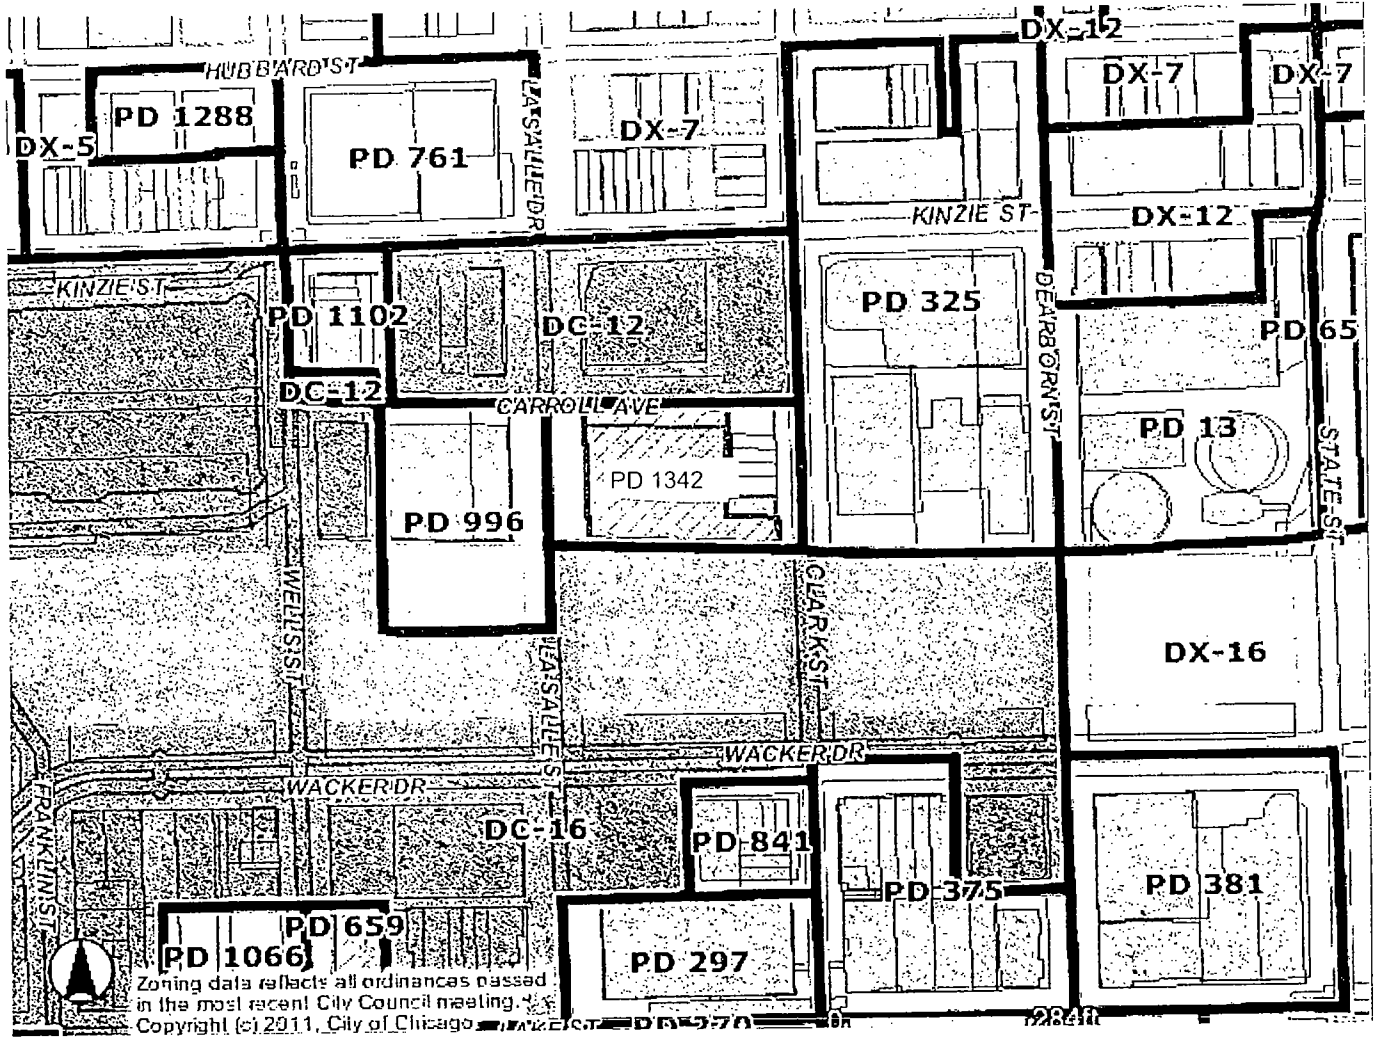 DX-12
HUBBARD ST
DX-7
DX-7
PD 1288
LA SALLE DR
DX-7
DX-5
PD 761
KINZIE ST
DX-12
KINZIE ST
PD 1102
DC-12
PD 325
DEARBORN ST
PD 65
DC-12
CARROLL AVE
PD 13
STATE ST
PD 1342
PD 996
WELLS ST
CLARK ST
DX-16
LA SALLE ST
WACKER DR
WACKER DR
FRANKLIN ST
DC-16
PD 841
PD 375
PD 381
PD 659
PD 1066
PD 297
Zoning data reflects all ordinances passed
in the most recent City Council meeting.
Copyright (c) 2011, City of Chicago
LAKE ST
PD 270
0
284ft